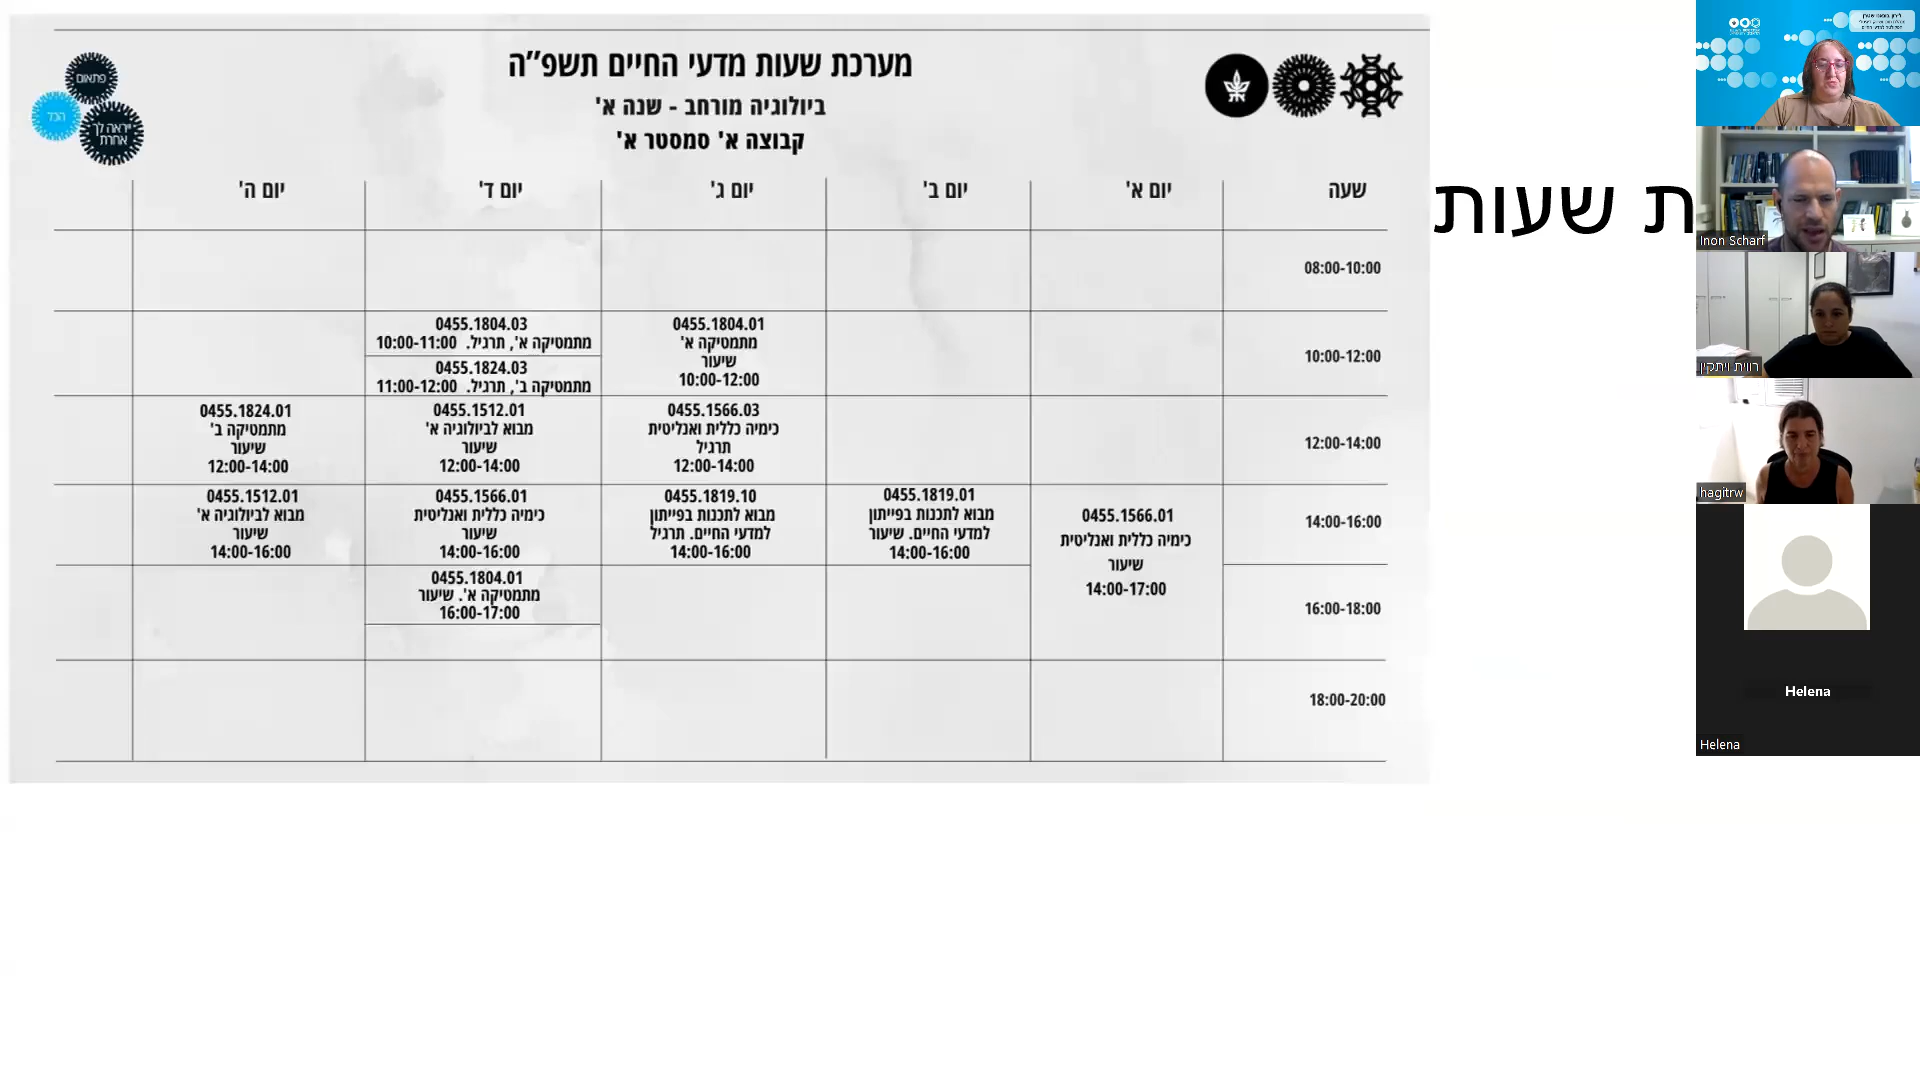 מערכת שעות מדעי החיים תשפ"ה
ביולוגיה מורחב - שנה א'
קבוצה א' סמסטר א'
פתאום
הכל
ייראה לך
אחרת
ת שעות
שעה
יום א'
יום ב'
יום ג'
יום ד'
יום ה'
08:00-10:00
10:00-12:00
0455.1804.01
מתמטיקה א'
שיעור
10:00-12:00
0455.1804.03
מתמטיקה א', תרגיל. 10:00-11:00
0455.1824.03
מתמטיקה ב', תרגיל. 11:00-12:00
12:00-14:00
0455.1566.03
כימיה כללית ואנליטית
תרגיל
12:00-14:00
0455.1512.01
מבוא לביולוגיה א'
שיעור
12:00-14:00
0455.1824.01
מתמטיקה ב'
שיעור
12:00-14:00
14:00-16:00
0455.1566.01
כימיה כללית ואנליטית
שיעור
14:00-17:00
0455.1819.01
מבוא לתכנות בפייתון
למדעי החיים. שיעור
14:00-16:00
0455.1819.10
מבוא לתכנות בפייתון
למדעי החיים. תרגיל
14:00-16:00
0455.1566.01
כימיה כללית ואנליטית
שיעור
14:00-16:00
0455.1512.01
מבוא לביולוגיה א'
שיעור
14:00-16:00
16:00-18:00
0455.1804.01
מתמטיקה א'. שיעור
16:00-17:00
18:00-20:00
Inon Scharf
רווית ויתקין
hagitrw
Helena
Helena